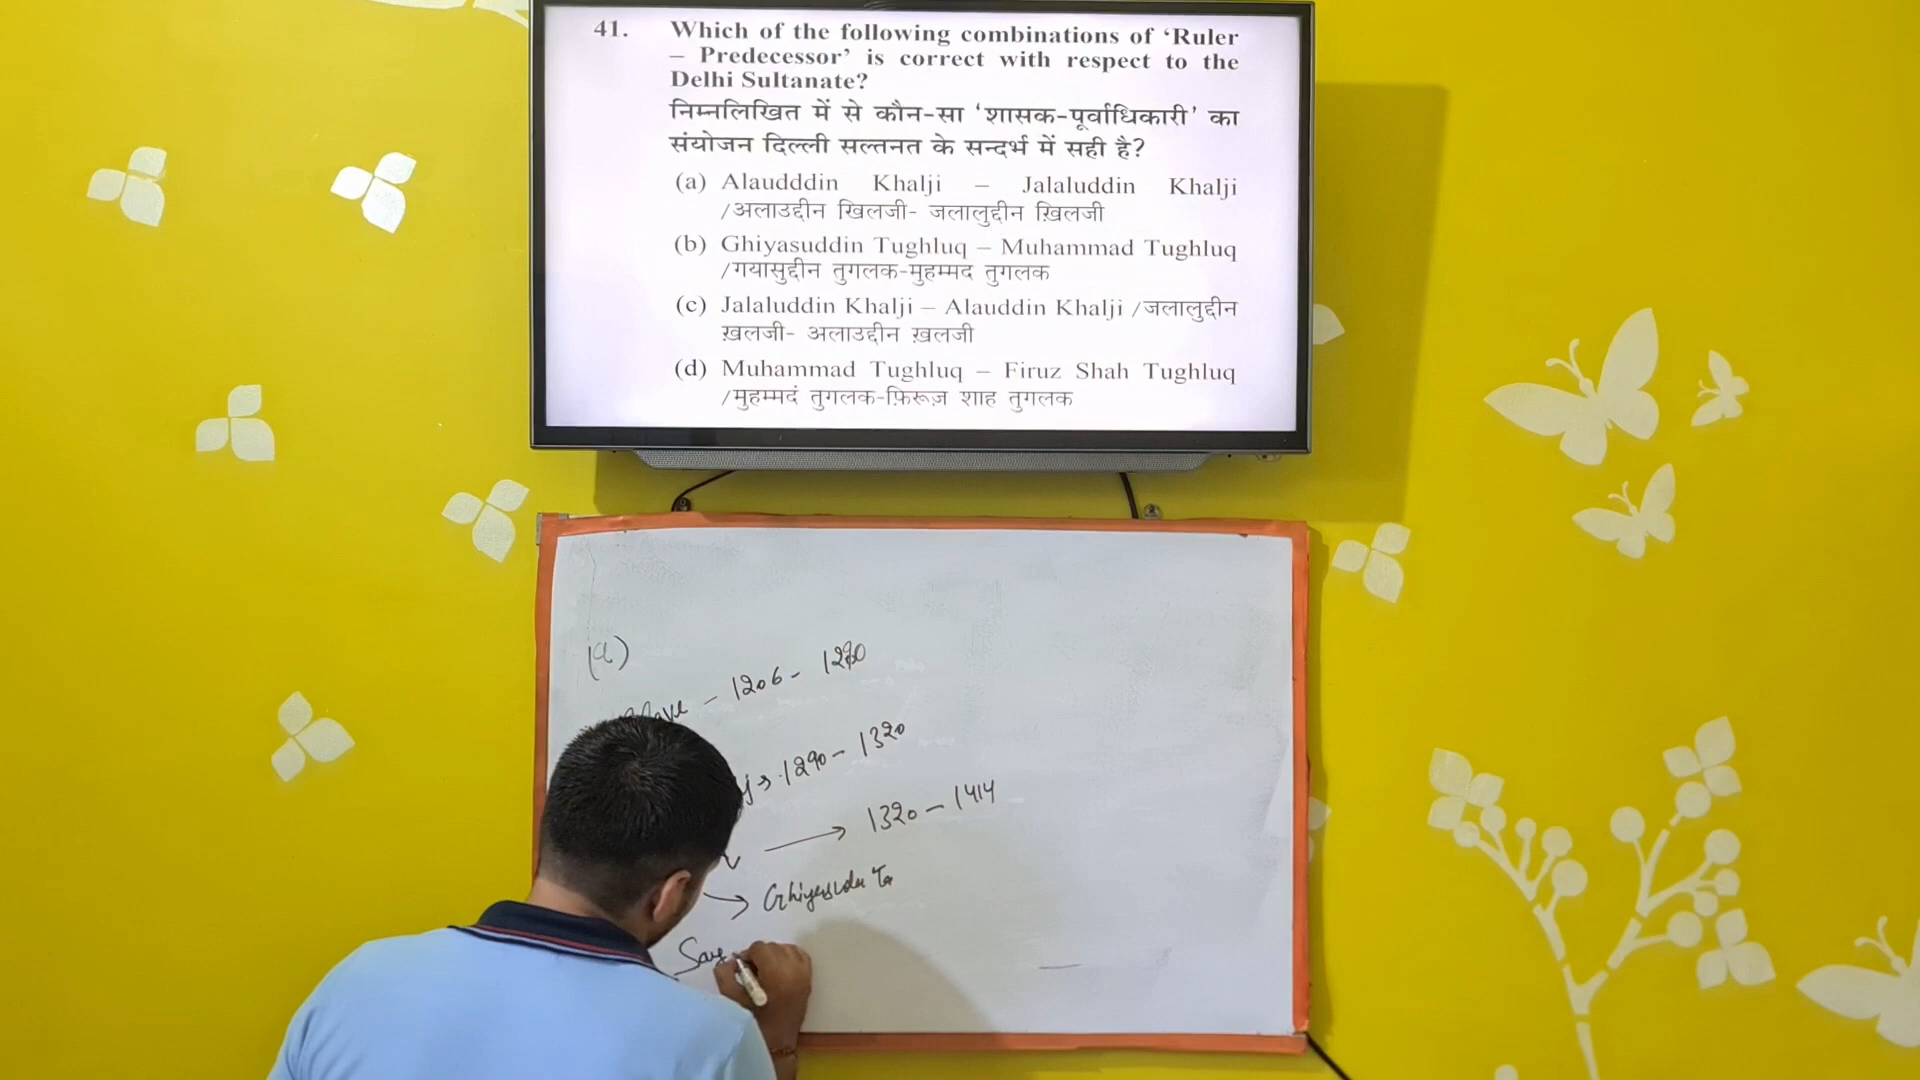 41. Which of the following combinations of ‘Ruler
– Predecessor’ is correct with respect to the
Delhi Sultanate?
निम्नलिखित में से कौन-सा ‘शासक-पूर्वाधिकारी’ का
संयोजन दिल्ली सल्तनत के सन्दर्भ में सही है?
(a) Alaudddin Khalji – Jalaluddin Khalji
/अलाउद्दीन खिलजी- जलालुद्दीन ख़िलजी
(b) Ghiyasuddin Tughluq – Muhammad Tughluq
/गयासुद्दीन तुगलक-मुहम्मद तुगलक
(c) Jalaluddin Khalji – Alauddin Khalji /जलालुद्दीन
ख़लजी- अलाउद्दीन ख़लजी
(d) Muhammad Tughluq – Firuz Shah Tughluq
/मुहम्मदं तुगलक-फ़िरूज़ शाह तुगलक
(a)
– 1206 - 1290
1290 – 1320
→ 1320 – 1414
→
Say